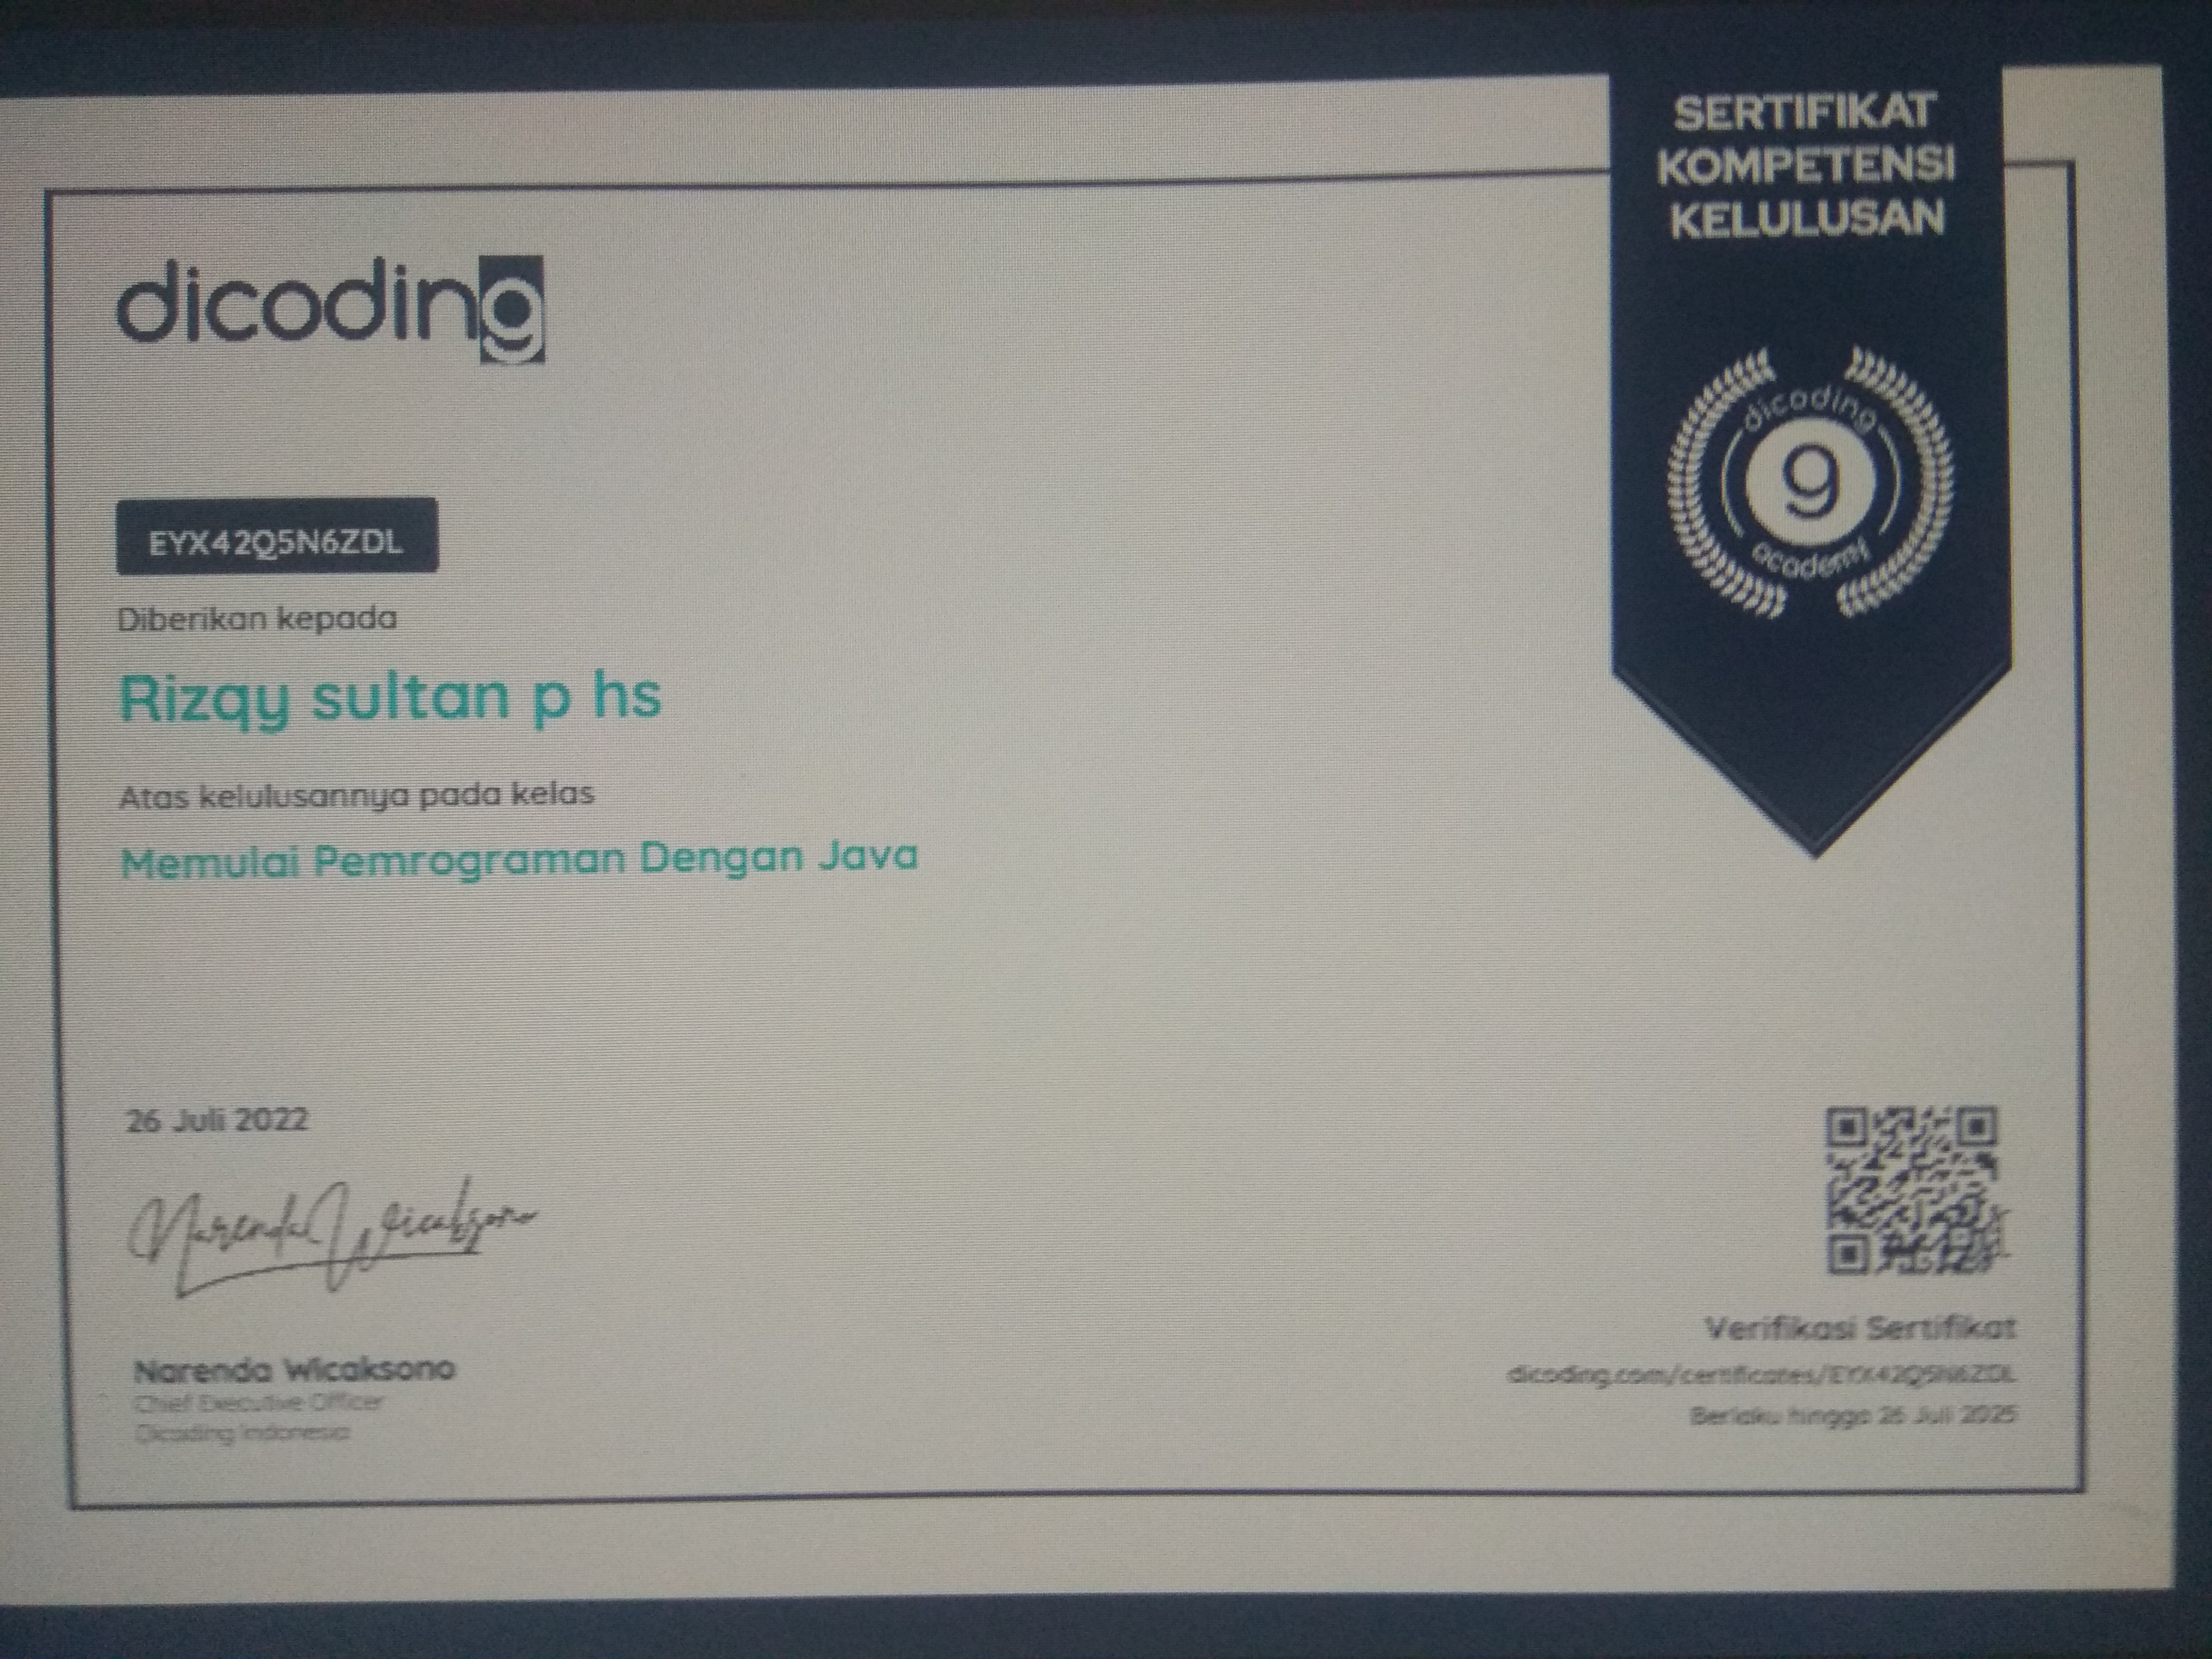 SERTIFIKAT
KOMPETENSI
KELULUSAN
dicoding
dicoding
9
academy
EYX42Q5N6ZDL
Diberikan kepada
Rizqy sultan p hs
Atas kelulusannya pada kelas
Memulai Pemrograman Dengan Java
26 Juli 2022
Narenda Wicaksono
Narenda Wicaksono
Chief Executive Officer
Dicoding Indonesia
Verifikasi Sertifikat
dicoding.com/certificates/EYX42Q5N6ZDL
Berlaku hingga 26 Juli 2025